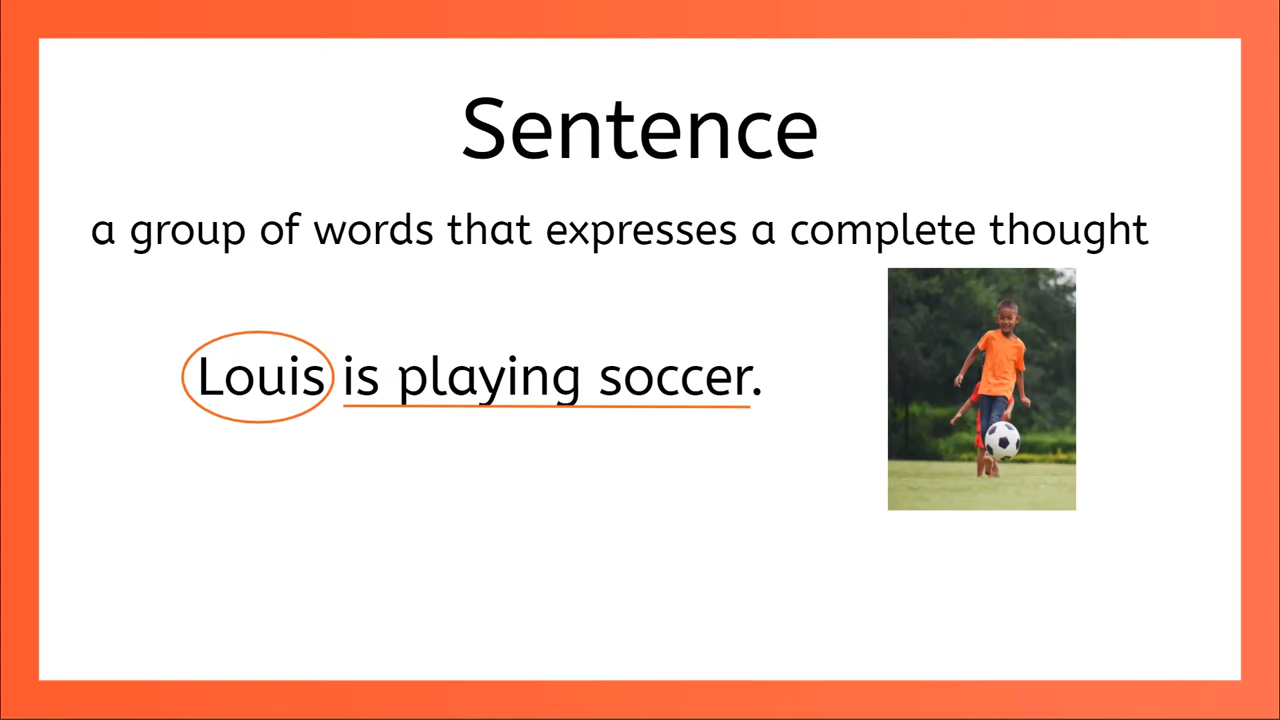 Sentence
a group of words that expresses a complete thought
Louis is playing soccer.